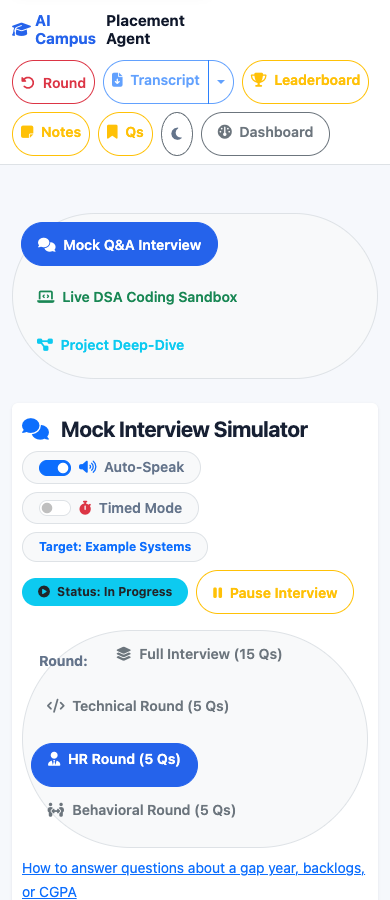 AI Campus Placement Agent
Round
Transcript
Leaderboard
Notes
Qs
Dashboard
Mock Q&A Interview
Live DSA Coding Sandbox
Project Deep-Dive
Mock Interview Simulator
Auto-Speak
Timed Mode
Target: Example Systems
Status: In Progress
Pause Interview
Round:
Full Interview (15 Qs)
Technical Round (5 Qs)
HR Round (5 Qs)
Behavioral Round (5 Qs)
How to answer questions about a gap year, backlogs,
or CGPA